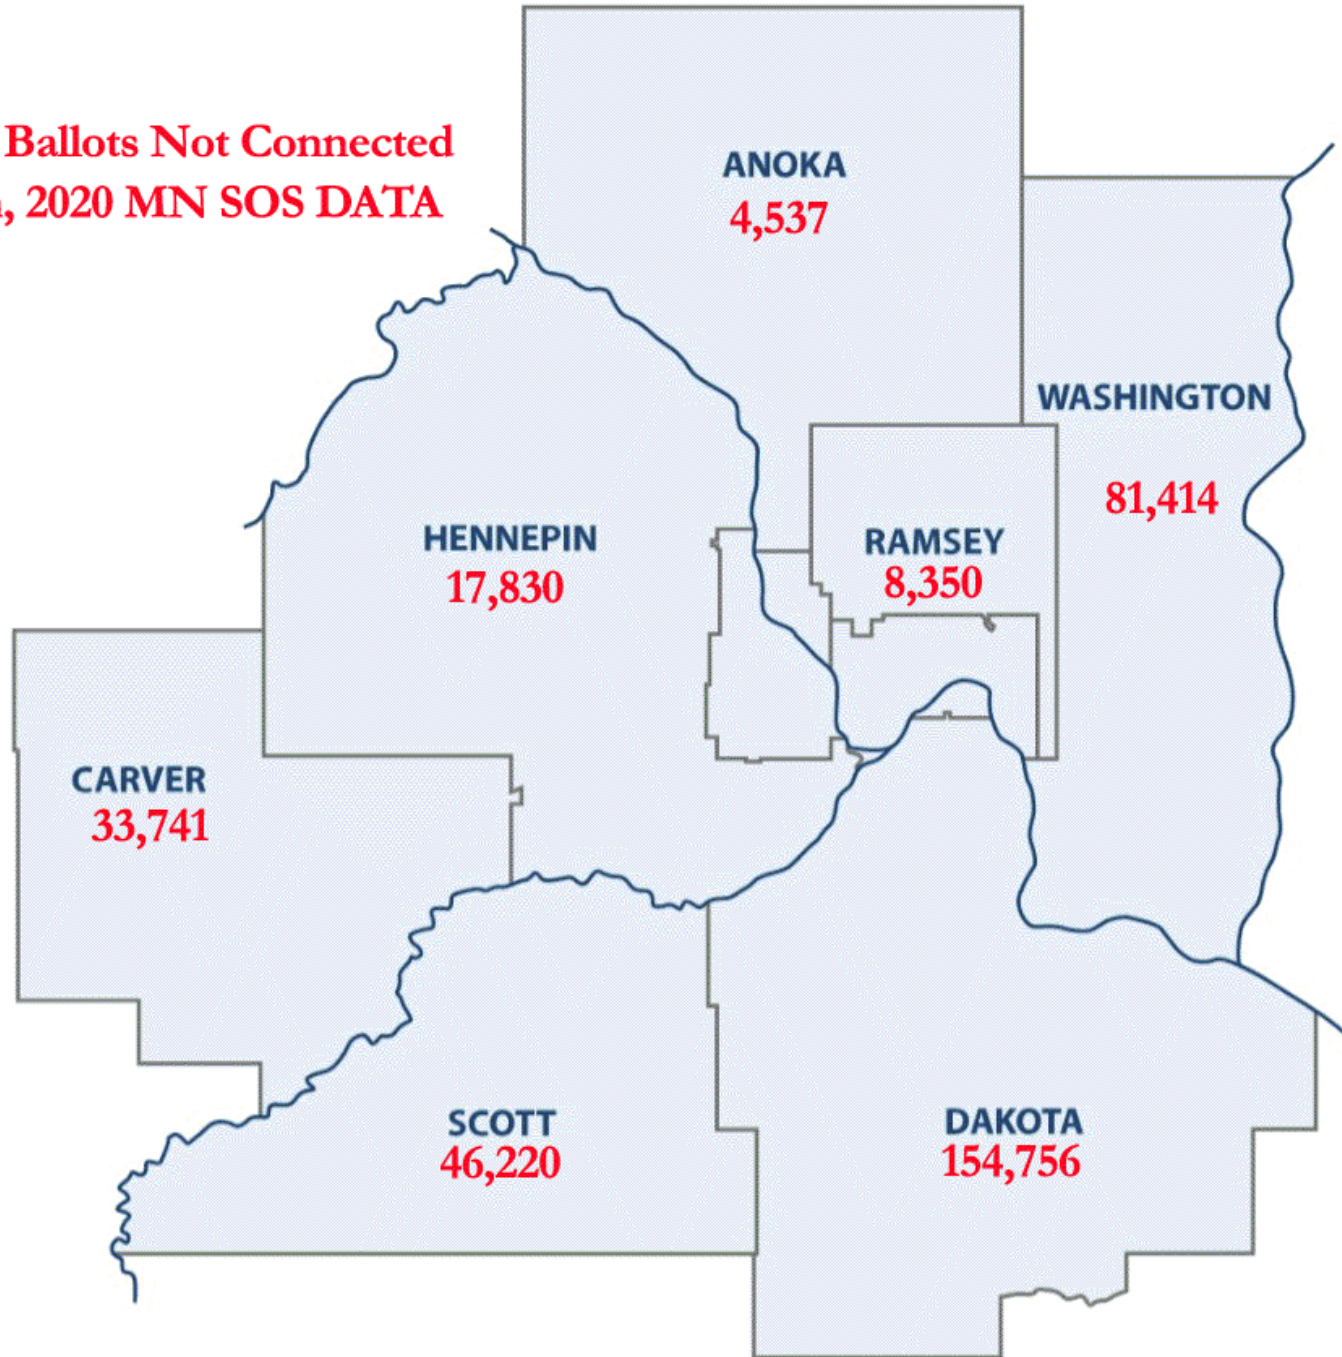 Ballots Not Connected
, 2020 MN SOS DATA
ANOKA
4,537
WASHINGTON
81,414
HENNEPIN
17,830
RAMSEY
8,350
CARVER
33,741
SCOTT
46,220
DAKOTA
154,756